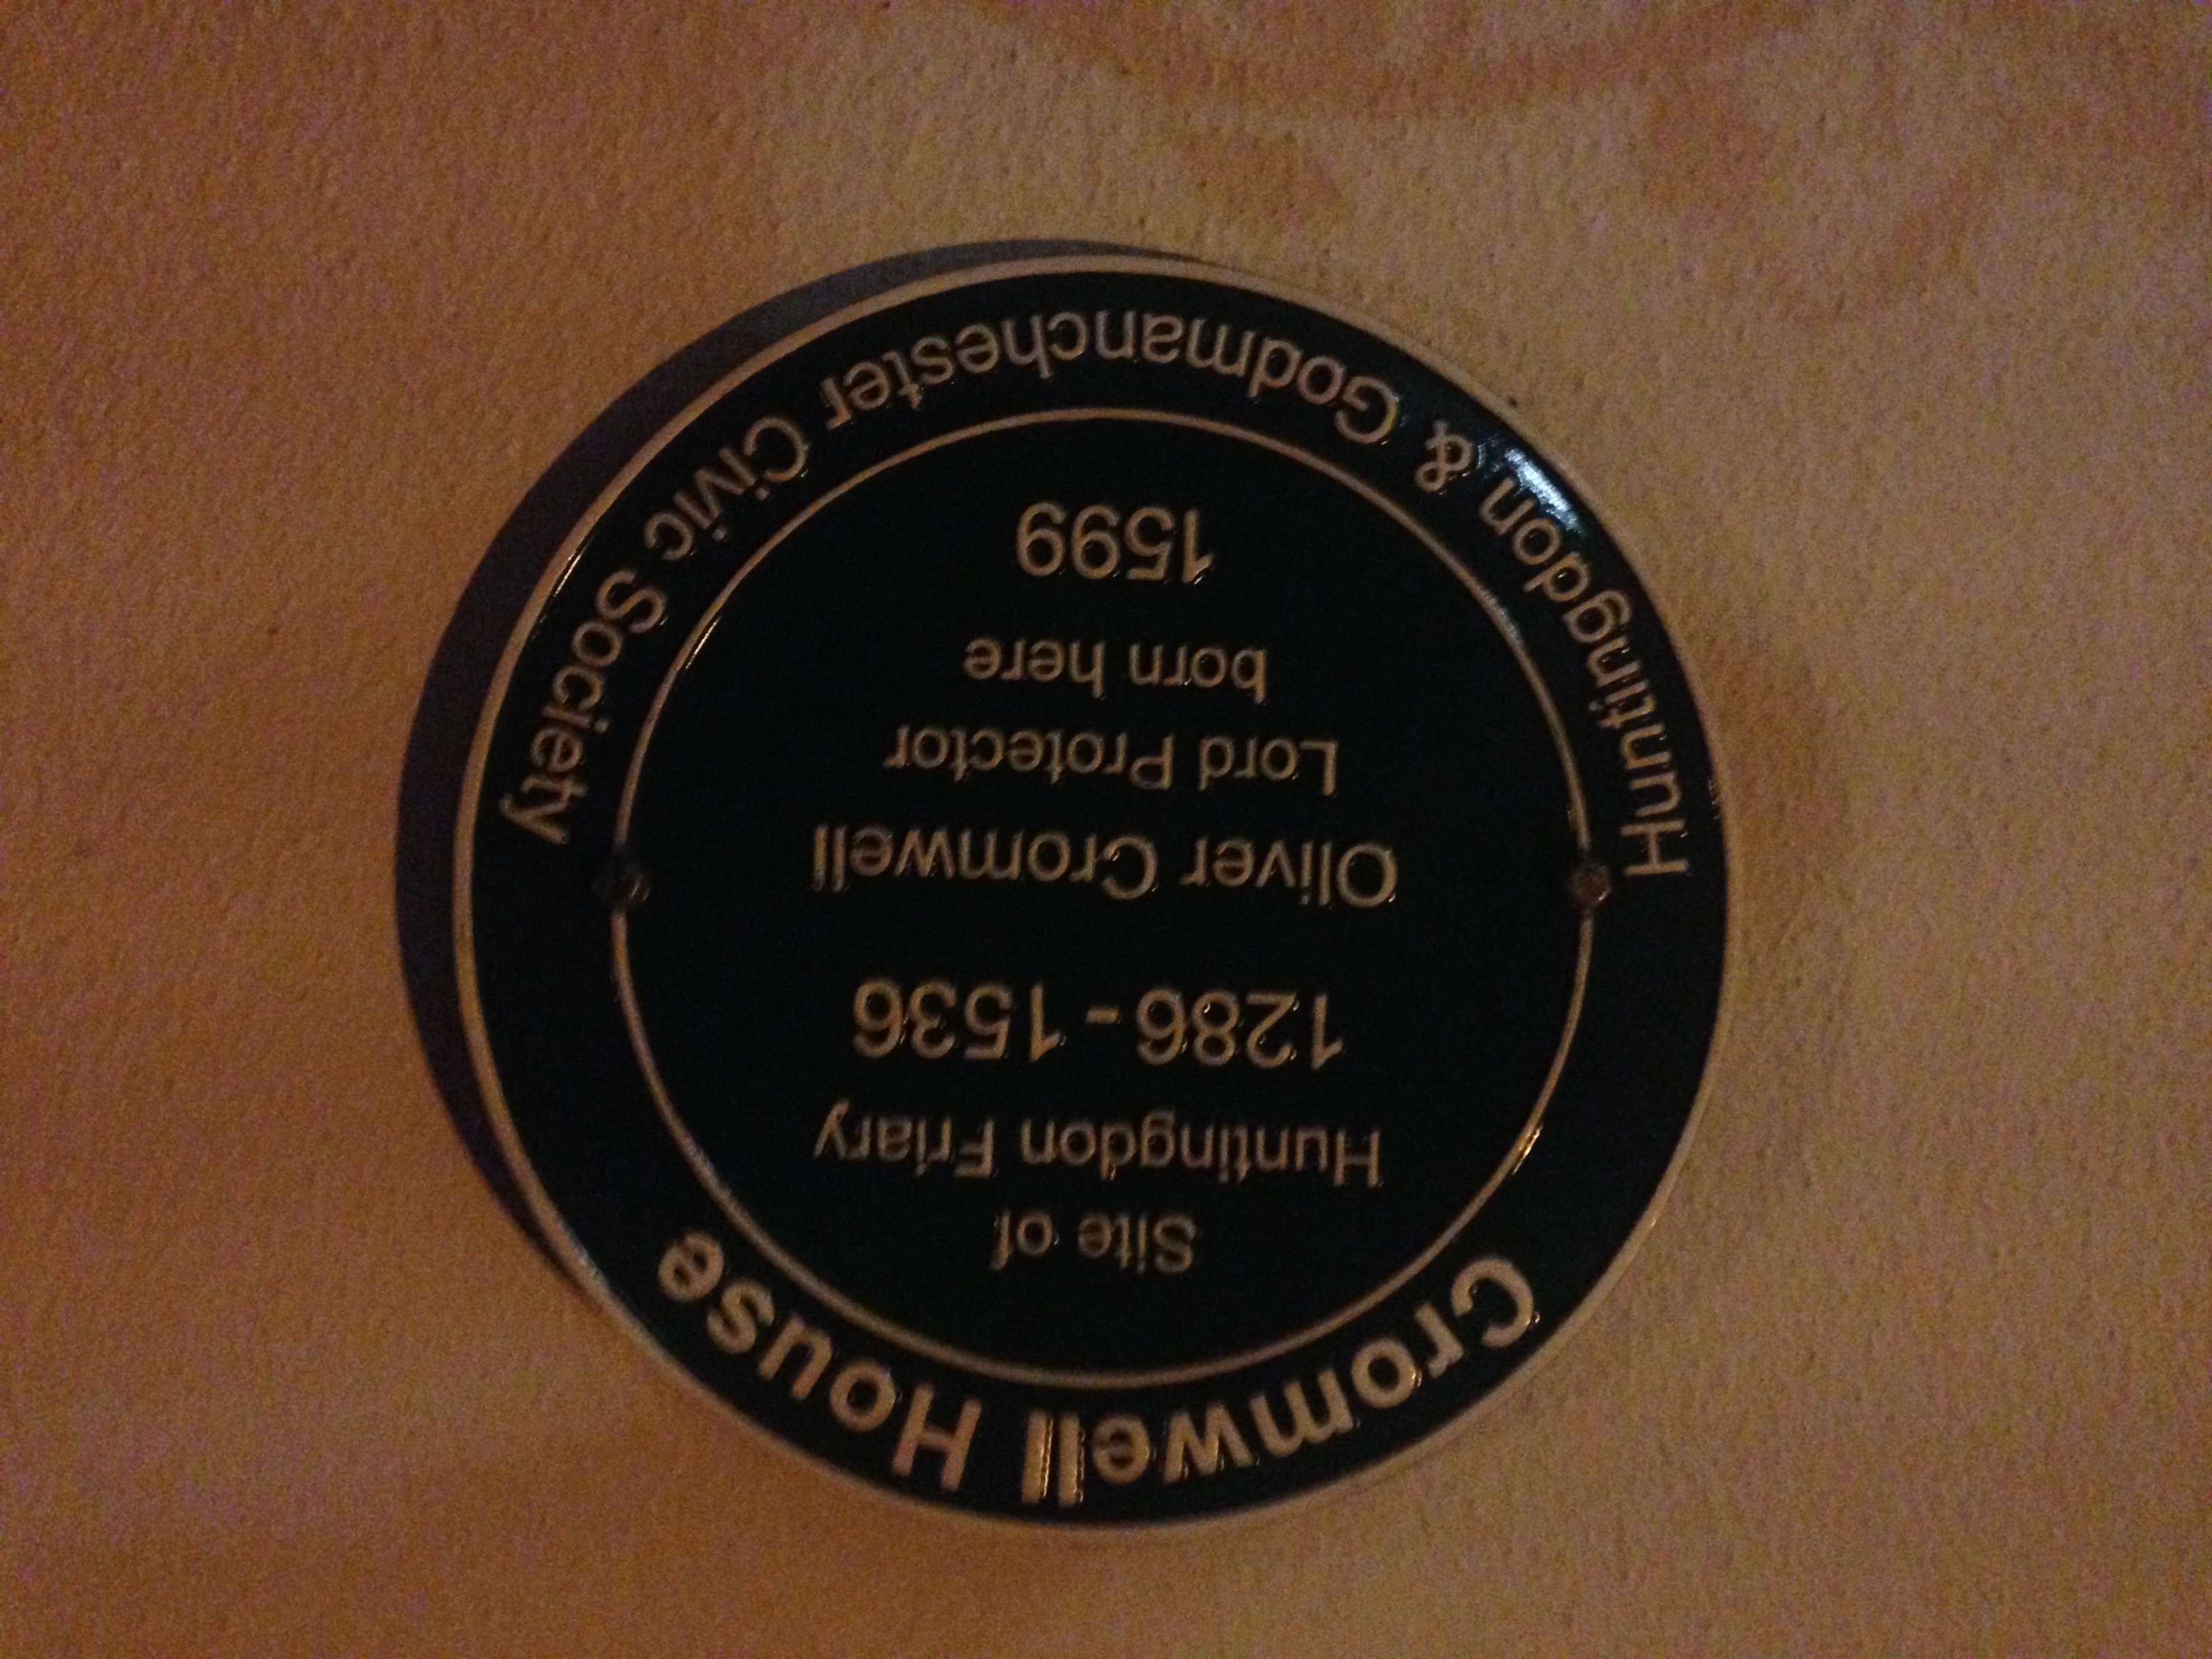 Cromwell House
Site of
Huntingdon Friary
1286 - 1536
Oliver Cromwell
Lord Protector
born here
1599
Huntingdon & Godmanchester Civic Society